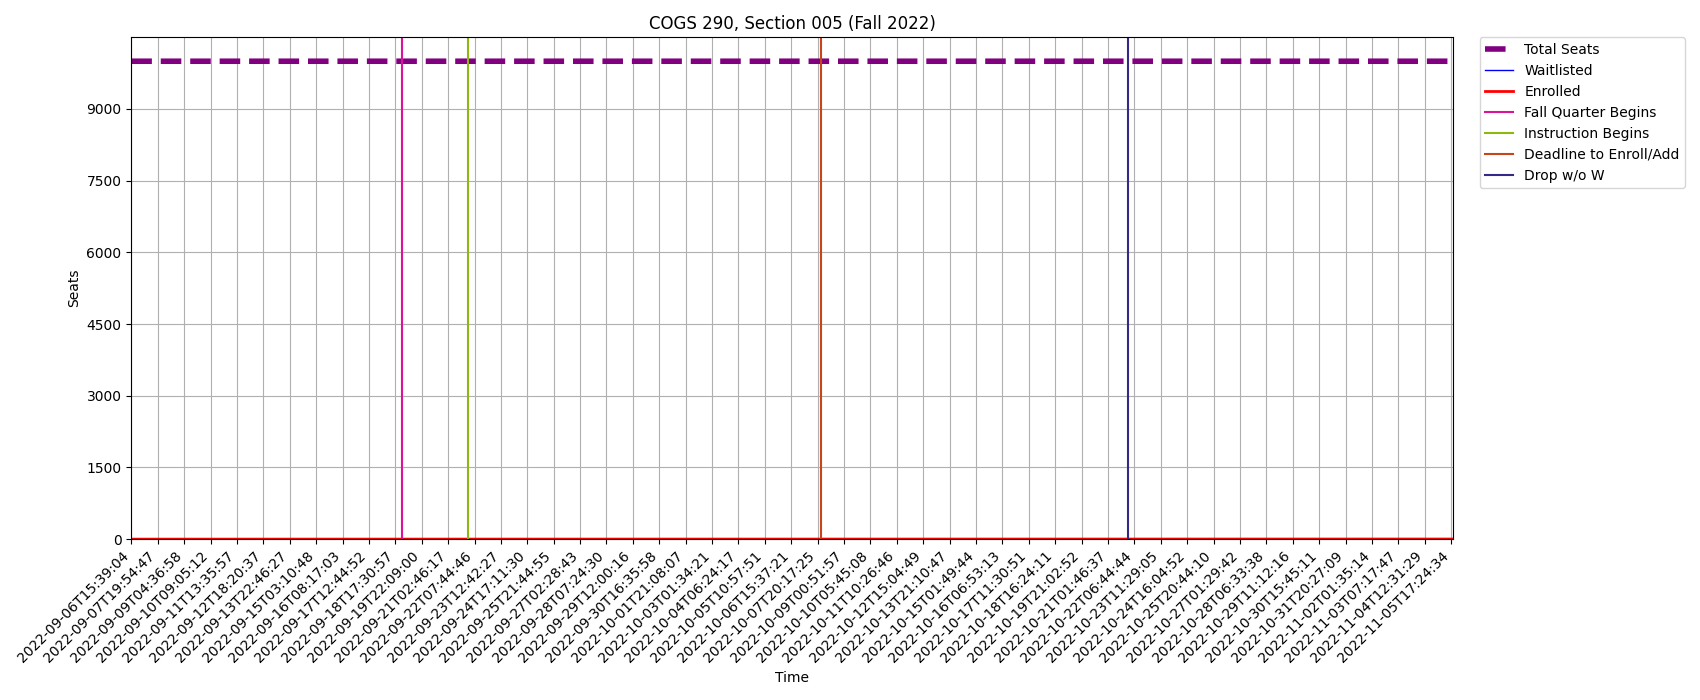 COGS 290, Section 005 (Fall 2022)
Total Seats
Waitlisted
Enrolled
Fall Quarter Begins
Instruction Begins
Deadline to Enroll/Add
Drop w/o W
Seats
9000
7500
6000
4500
3000
1500
0
2022-09-06T15:39:04
2022-09-07T19:54:47
2022-09-09T04:36:58
2022-09-10T09:05:12
2022-09-11T13:35:57
2022-09-12T18:20:37
2022-09-13T22:46:27
2022-09-15T03:10:48
2022-09-16T08:17:03
2022-09-17T12:44:52
2022-09-18T17:30:57
2022-09-19T22:09:00
2022-09-21T02:46:17
2022-09-22T07:44:46
2022-09-23T12:42:27
2022-09-24T17:11:30
2022-09-25T21:44:55
2022-09-27T02:28:43
2022-09-28T07:24:30
2022-09-29T12:00:16
2022-09-30T16:35:58
2022-10-01T21:08:07
2022-10-03T01:34:21
2022-10-04T06:24:17
2022-10-05T10:57:51
2022-10-06T15:37:21
2022-10-07T20:17:25
2022-10-09T00:51:57
2022-10-10T05:45:08
2022-10-11T10:26:46
2022-10-12T15:04:49
2022-10-13T21:10:47
2022-10-15T01:49:44
2022-10-16T06:53:13
2022-10-17T11:30:51
2022-10-18T16:24:11
2022-10-19T21:02:52
2022-10-21T01:46:37
2022-10-22T06:44:44
2022-10-23T11:29:05
2022-10-24T16:04:52
2022-10-25T20:44:10
2022-10-27T01:29:42
2022-10-28T06:33:38
2022-10-29T11:12:16
2022-10-30T15:45:11
2022-10-31T20:27:09
2022-11-02T01:35:14
2022-11-03T07:17:47
2022-11-04T12:31:29
2022-11-05T17:24:34
Time